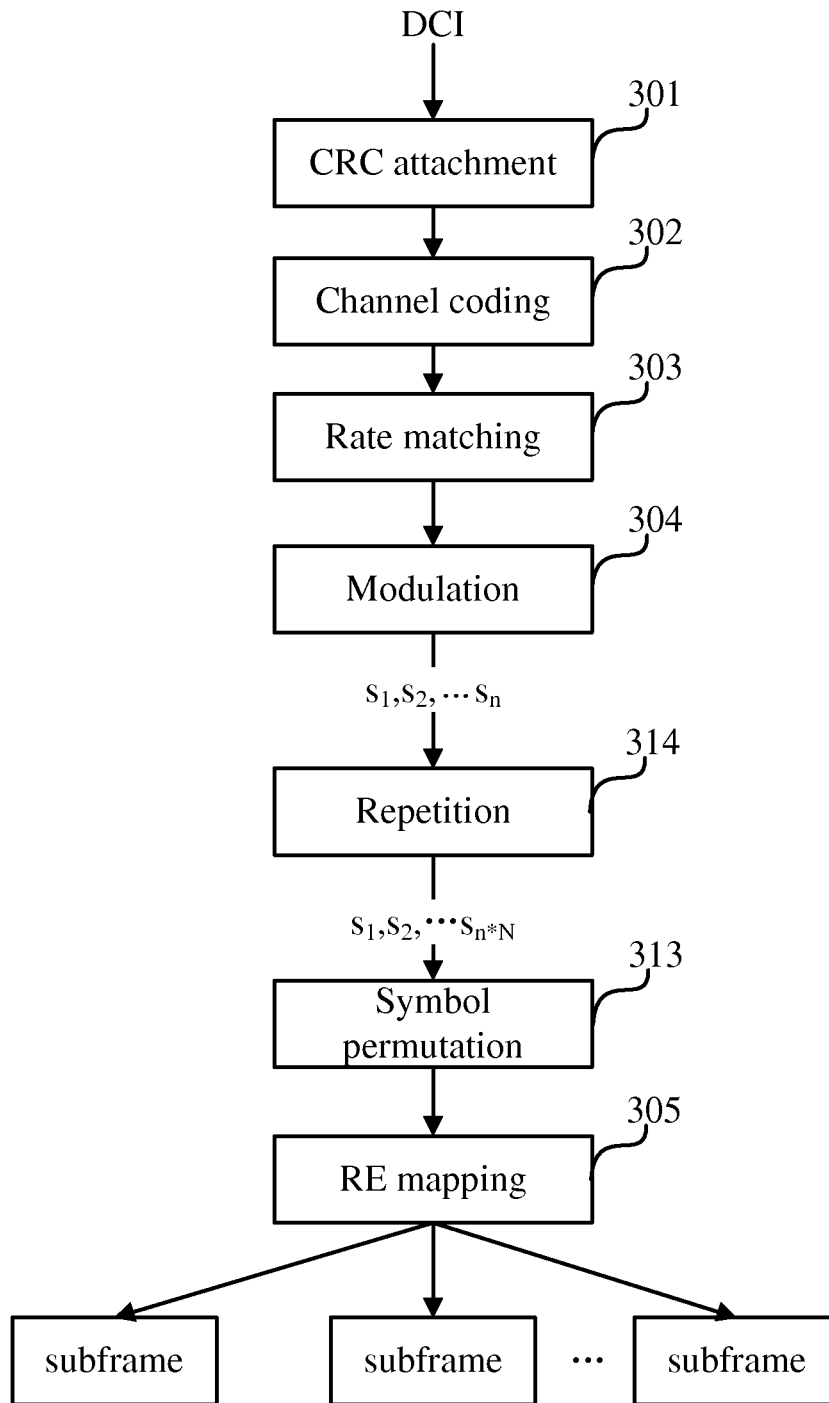 DCI
301
CRC attachment
302
Channel coding
303
Rate matching
304
Modulation
s₁,s₂, ... sₙ
314
Repetition
s₁,s₂, ...sₙ*N
313
Symbol
permutation
305
RE mapping
subframe
subframe
...
subframe